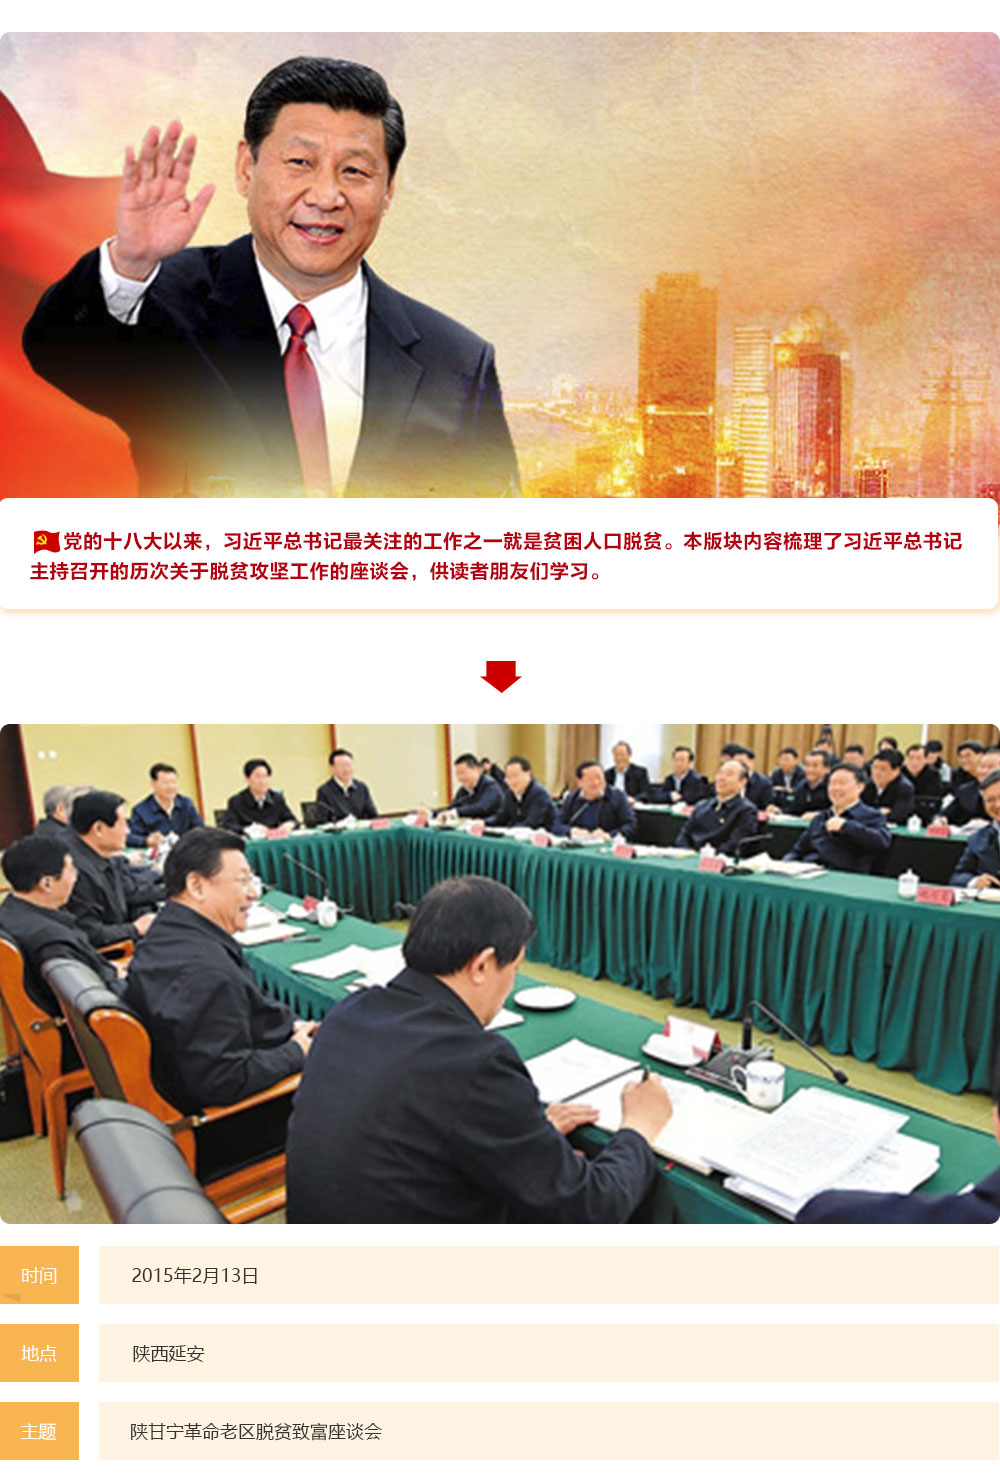 党的十八大以来，习近平总书记最关注的工作之一就是贫困人口脱贫。本版块内容梳理了习近平总书记
主持召开的历次关于脱贫攻坚工作的座谈会，供读者朋友们学习。
时间
2015年2月13日
地点
陕西延安
主题
陕甘宁革命老区脱贫致富座谈会